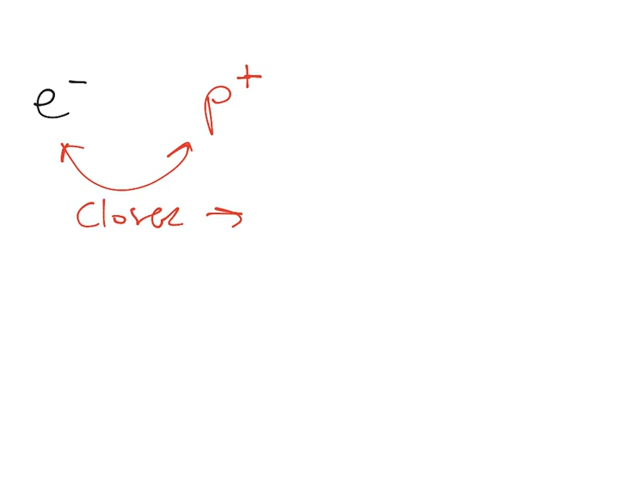 e⁻ p⁺
Closer →